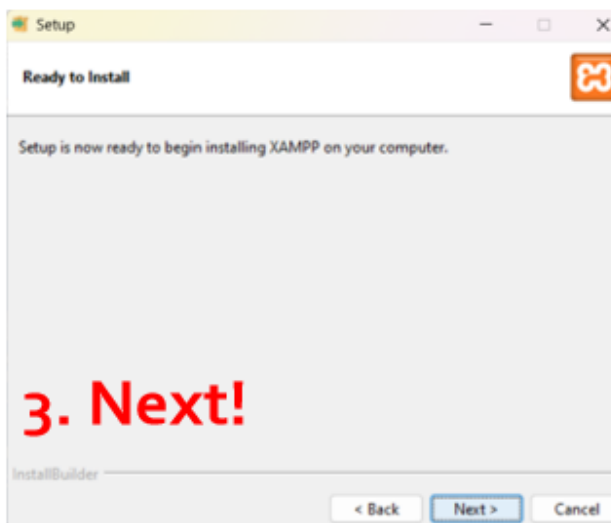 Setup
Ready to Install
Setup is now ready to begin installing XAMPP on your computer.
3. Next!
InstallBuilder
< Back
Next >
Cancel